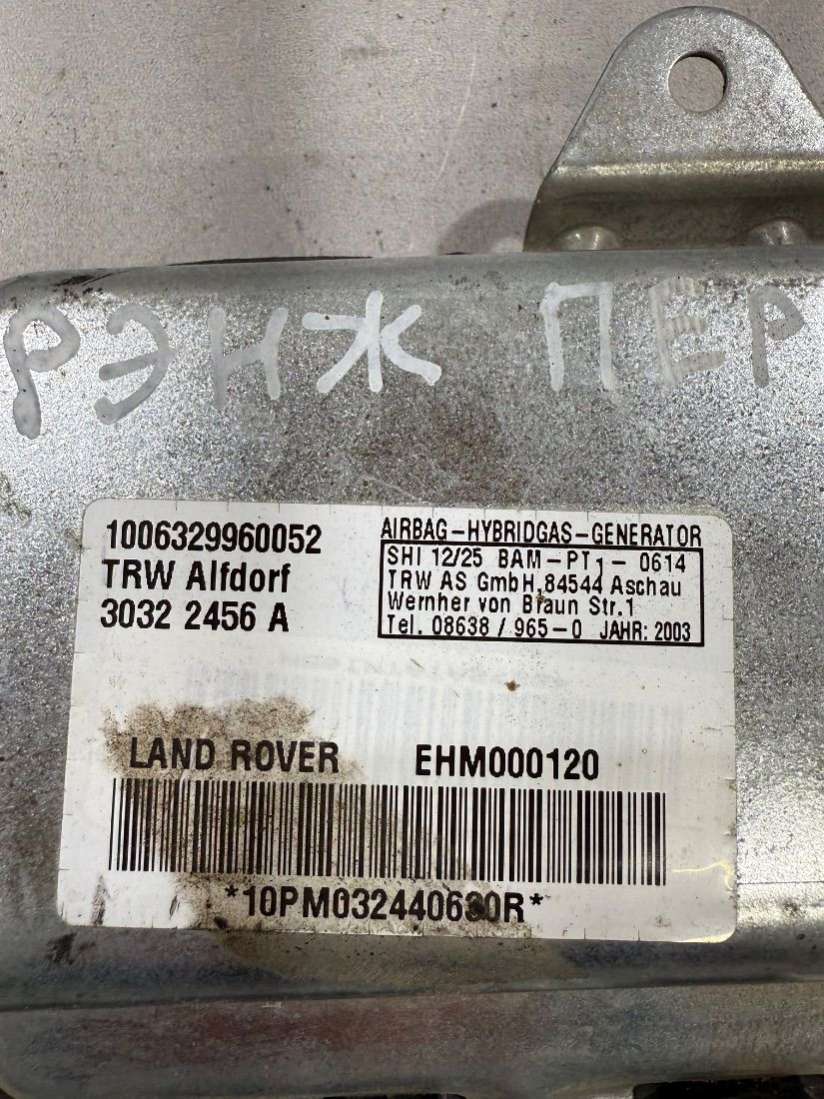 РЭНЖ ПЕР
1006329960052
TRW Alfdorf
3032 2456 A
AIRBAG-HYBRIDGAS-GENERATOR
SHI 12/25 BAM-PT1-0614
TRW AS GmbH,84544 Aschau
Wernher von Braun Str.1
Tel. 08638 / 965-0 JAHR: 2003
LAND ROVER EHM000120
*10PM032440630R*